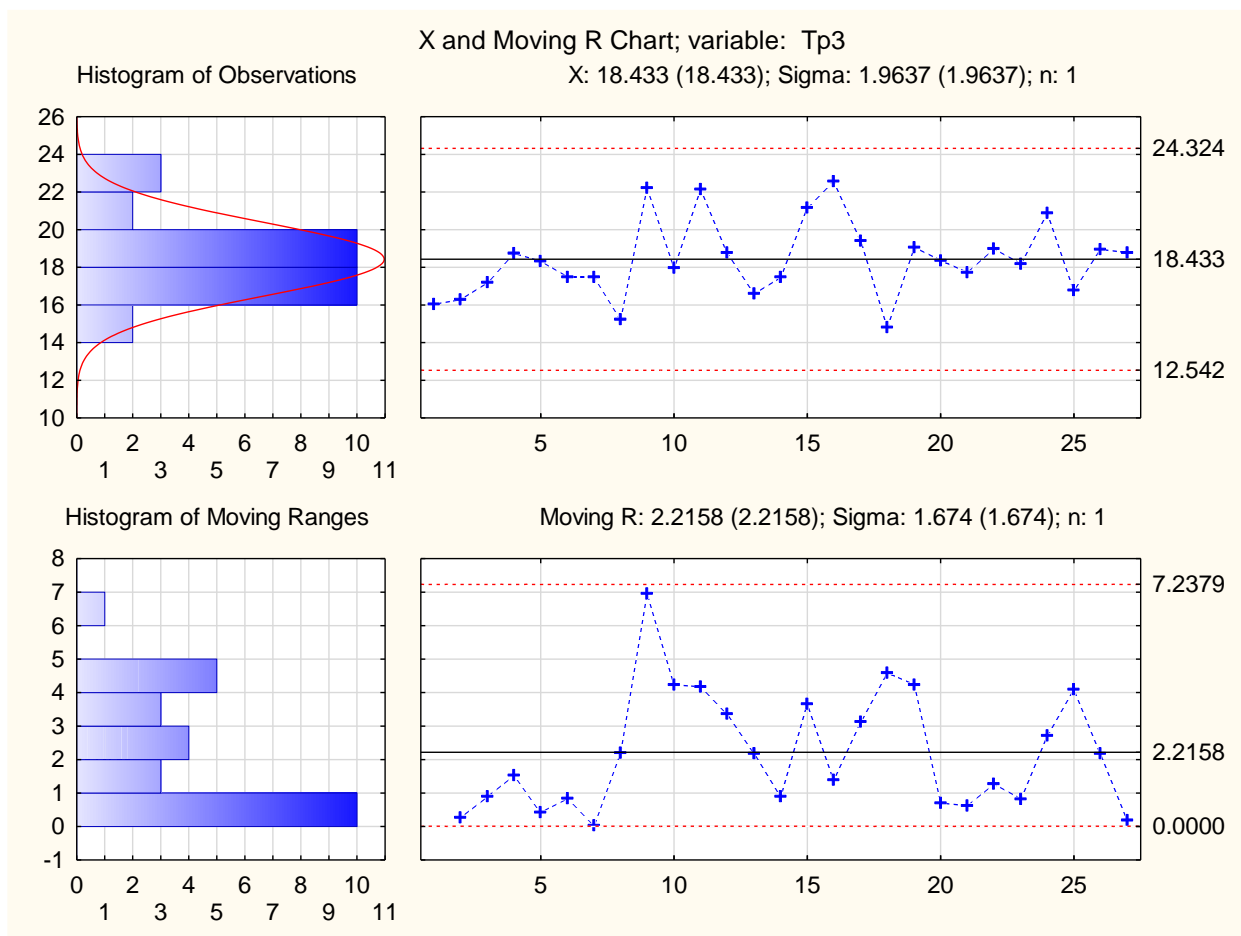 X and Moving R Chart; variable:  Tp3
Histogram of Observations
X: 18.433 (18.433); Sigma: 1.9637 (1.9637); n: 1
26
24
22
20
18
16
14
12
10
0 2 4 6 8 10
1 3 5 7 9 11
24.324
18.433
12.542
5 10 15 20 25
Histogram of Moving Ranges
Moving R: 2.2158 (2.2158); Sigma: 1.674 (1.674); n: 1
8
7
6
5
4
3
2
1
0
-1
0 2 4 6 8 10
1 3 5 7 9 11
7.2379
2.2158
0.0000
5 10 15 20 25